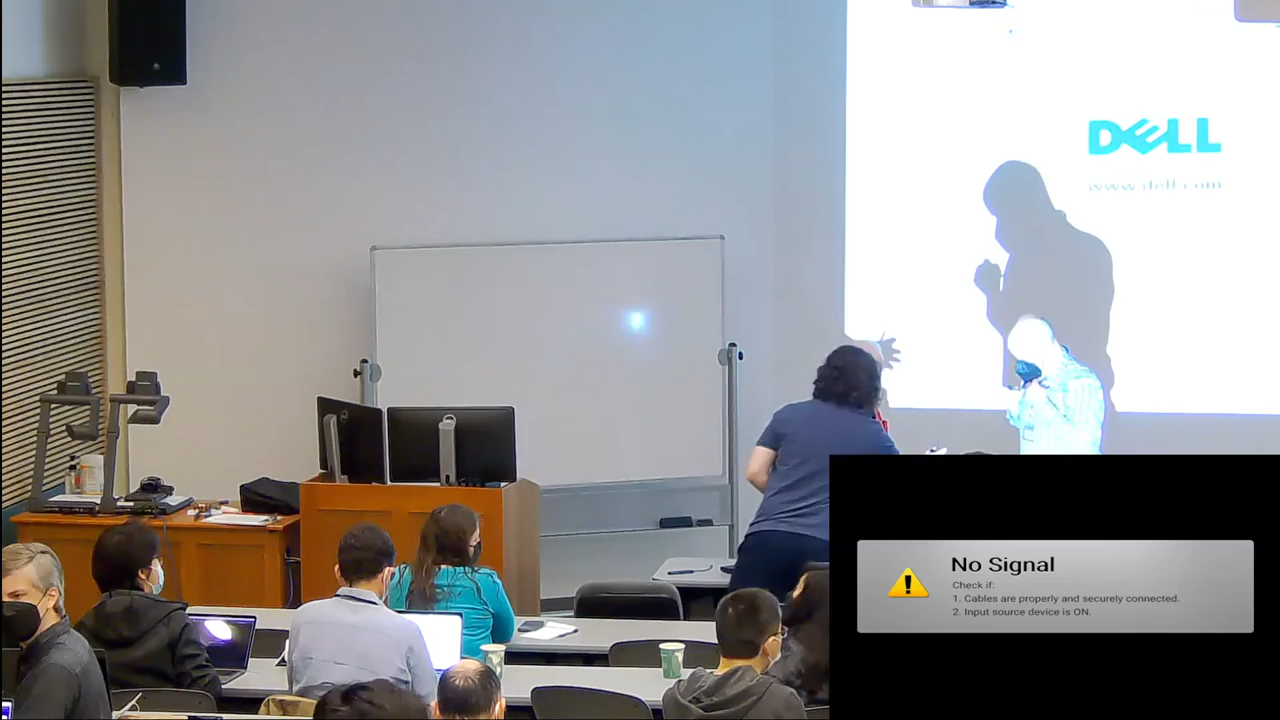 DELL
www.dell.com
No Signal
Check if:
1. Cables are properly and securely connected.
2. Input source device is ON.